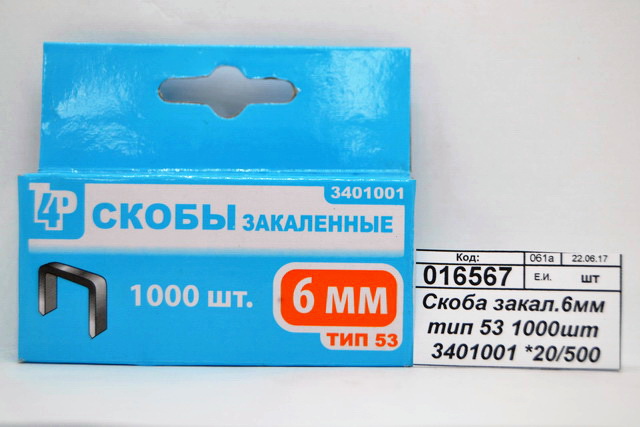 3401001
T4P
СКОБЫ ЗАКАЛЕННЫЕ
1000 шт.
6 ММ
ТИП 53
Код: 061а 22.06.17
016567 Е.И. шт
Скоба закал.6мм
тип 53 1000шт
3401001 *20/500